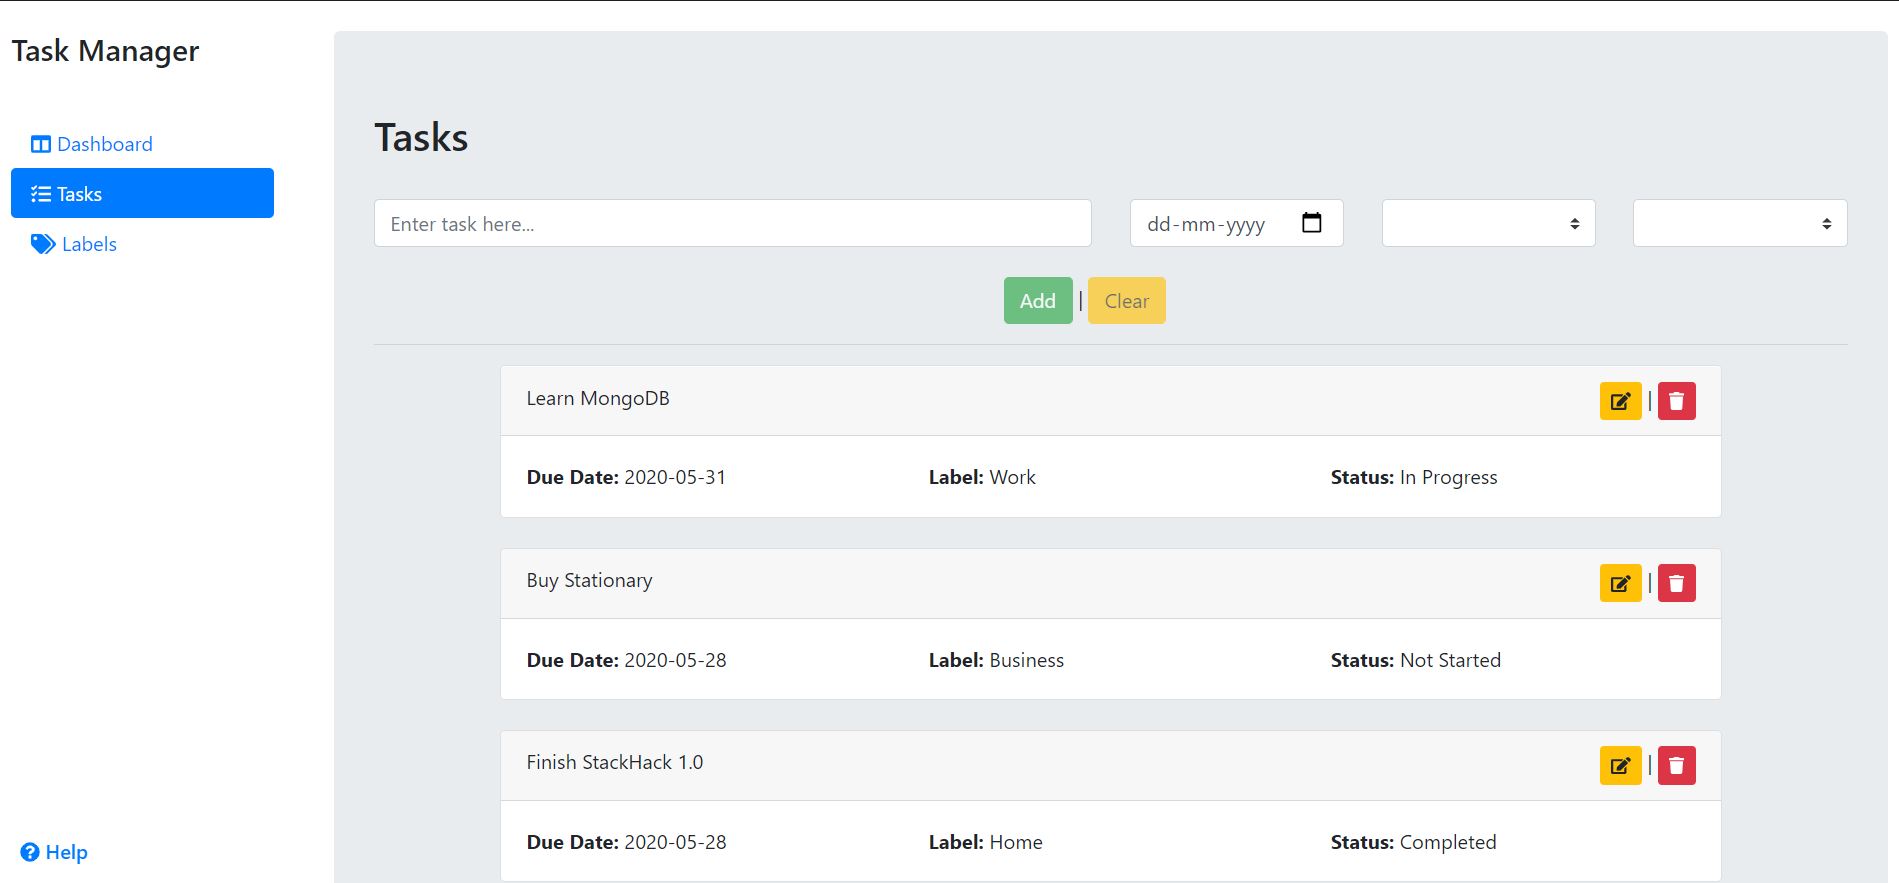 Task Manager
Dashboard
Tasks
Labels
Help
Tasks
Enter task here...
dd-mm-yyyy
Add | Clear
Learn MongoDB
|
Due Date: 2020-05-31 Label: Work Status: In Progress
Buy Stationary
|
Due Date: 2020-05-28 Label: Business Status: Not Started
Finish StackHack 1.0
|
Due Date: 2020-05-28 Label: Home Status: Completed